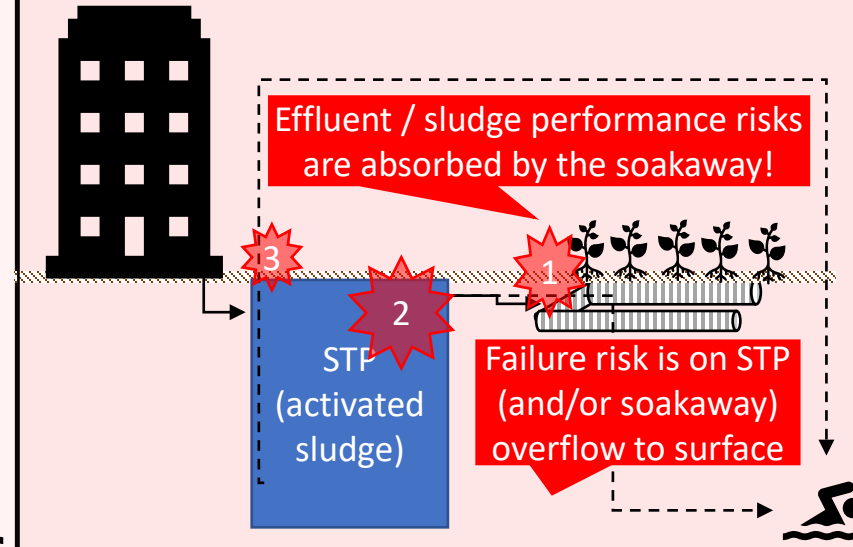 Effluent / sludge performance risks
are absorbed by the soakaway!
3
1
2
STP
(activated
sludge)
Failure risk is on STP
(and/or soakaway)
overflow to surface